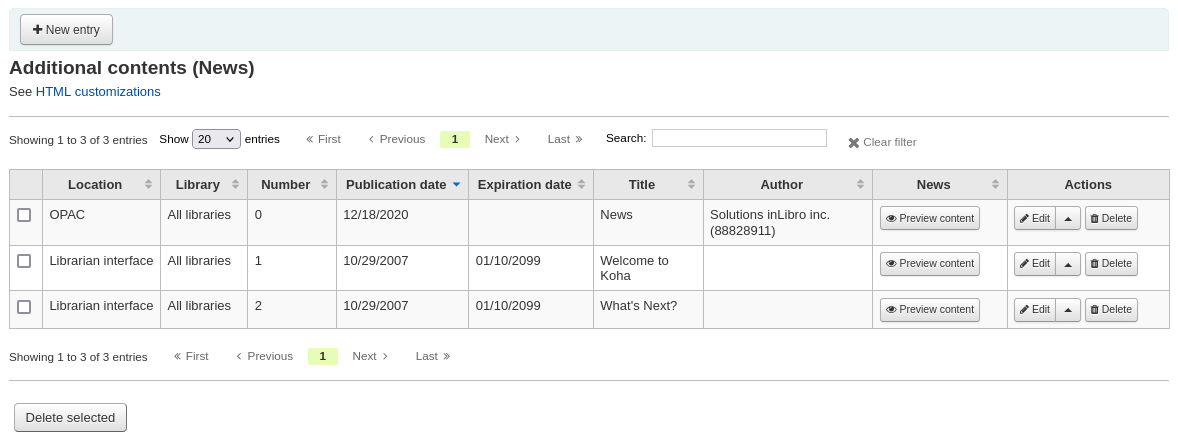 New entry
Additional contents (News)
See HTML customizations
Showing 1 to 3 of 3 entries Show 20 entries First Previous 1 Next Last Search: Clear filter
Location Library Number Publication date Expiration date Title Author News Actions
OPAC All libraries 0 12/18/2020 News Solutions inLibro inc. Preview content Edit Delete
(88828911)
Librarian interface All libraries 1 10/29/2007 01/10/2099 Welcome to Preview content Edit Delete
Koha
Librarian interface All libraries 2 10/29/2007 01/10/2099 What's Next? Preview content Edit Delete
Showing 1 to 3 of 3 entries First Previous 1 Next Last
Delete selected